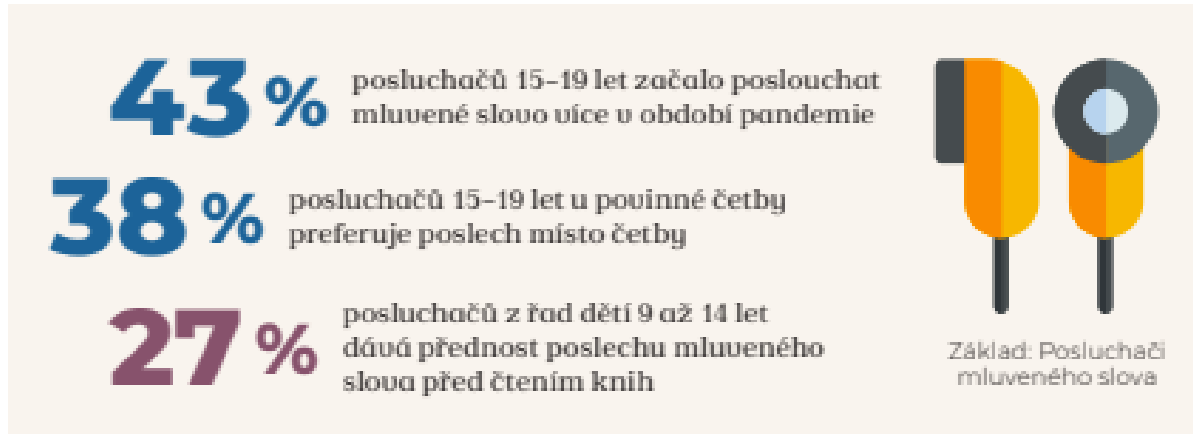 43 %
posluchačů 15–19 let začalo poslouchat
mluvené slovo více v období pandemie
38 %
posluchačů 15–19 let u povinné četby
preferuje poslech místo četby
27 %
posluchačů z řad dětí 9 až 14 let
dává přednost poslechu mluveného
slova před čtením knih
Základ: Posluchači
mluveného slova